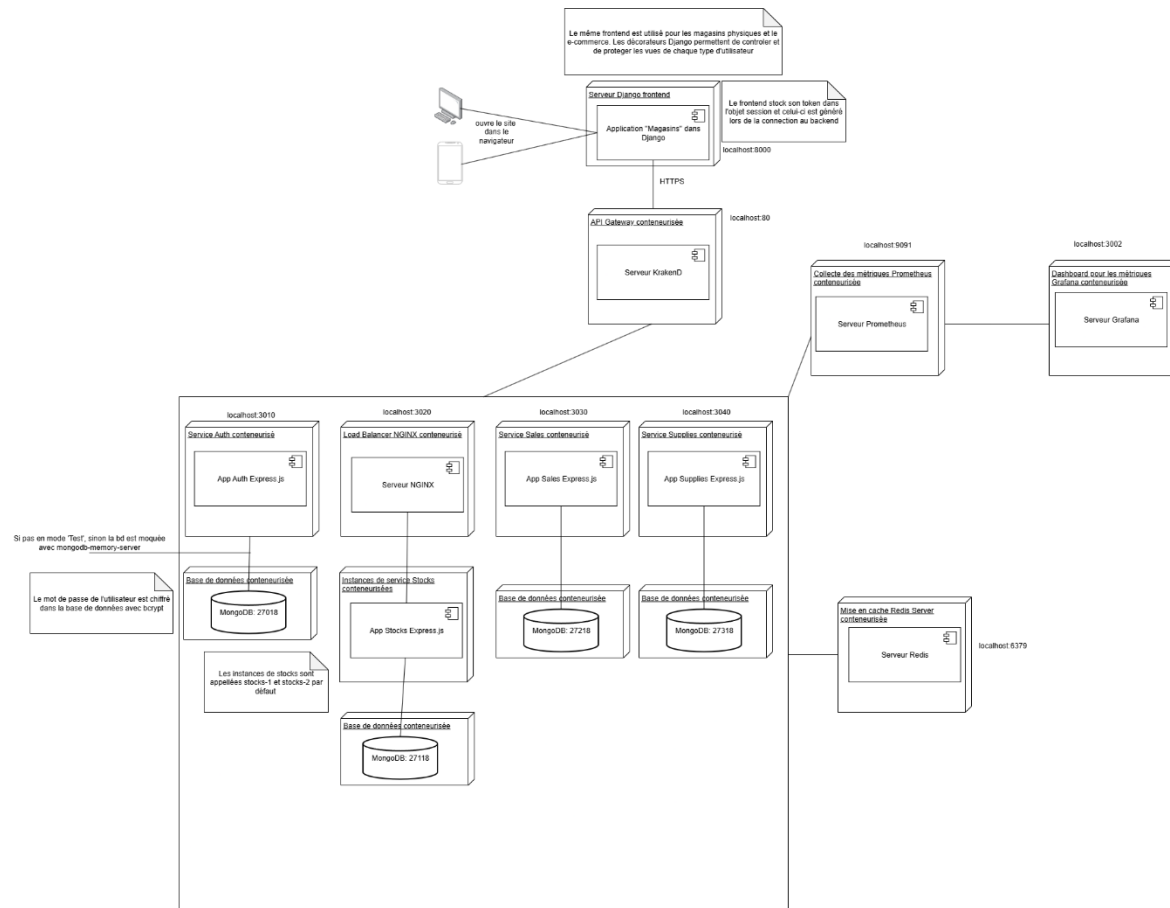 Le même frontend est utilisé pour les magasins physiques et le
e-commerce. Les décorateurs Django permettent de controler et
de proteger les vues de chaque type d'utilisateur
Serveur Django frontend
Application "Magasins" dans
Django
Le frontend stock son token dans
l'objet session et celui-ci est généré
lors de la connection au backend
localhost:8000
ouvre le site
dans le
navigateur
HTTPS
API Gateway conteneurisée
localhost:80
Serveur KrakenD
localhost:9091
Collecte des métriques Prometheus
conteneurisée
Serveur Prometheus
localhost:3002
Dashboard pour les métriques
Grafana conteneurisée
Serveur Grafana
localhost:3010
Service Auth conteneurisé
App Auth Express.js
localhost:3020
Load Balancer NGINX conteneurisé
Serveur NGINX
localhost:3030
Service Sales conteneurisé
App Sales Express.js
localhost:3040
Service Supplies conteneurisé
App Supplies Express.js
Si pas en mode 'Test', sinon la bd est moquée
avec mongodb-memory-server
Le mot de passe de l'utilisateur est chiffré
dans la base de données avec bcrypt
Base de données conteneurisée
MongoDB: 27018
Instances de service Stocks
conteneurisées
App Stocks Express.js
Base de données conteneurisée
MongoDB: 27218
Base de données conteneurisée
MongoDB: 27318
Les instances de stocks sont
appellées stocks-1 et stocks-2 par
défaut
Base de données conteneurisée
MongoDB: 27118
Mise en cache Redis Server
conteneurisée
Serveur Redis
localhost:6379